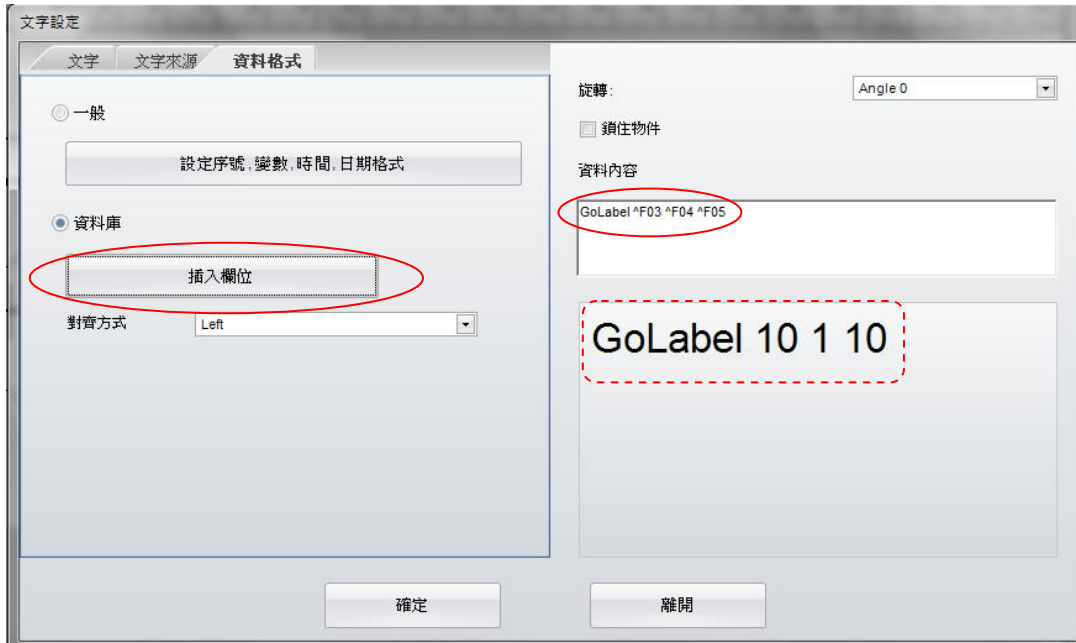 文字設定
文字
文字來源
資料格式
一般
設定序號,變數,時間,日期格式
資料庫
插入欄位
對齊方式
Left
旋轉:
Angle 0
鎖住物件
資料內容
GoLabel ^F03 ^F04 ^F05
GoLabel 10 1 10
確定
離開